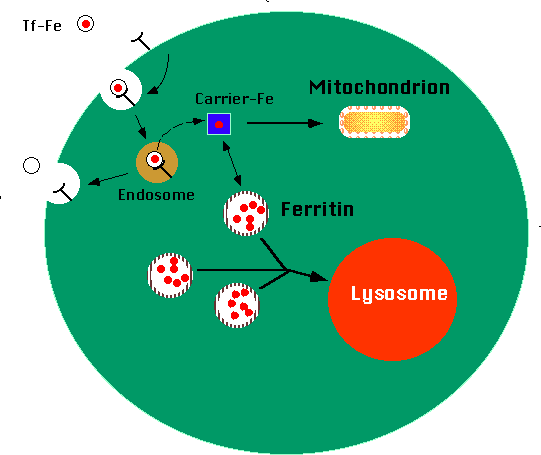 Tf-Fe
Carrier-Fe
Mitochondrion
Endosome
Ferritin
Lysosome